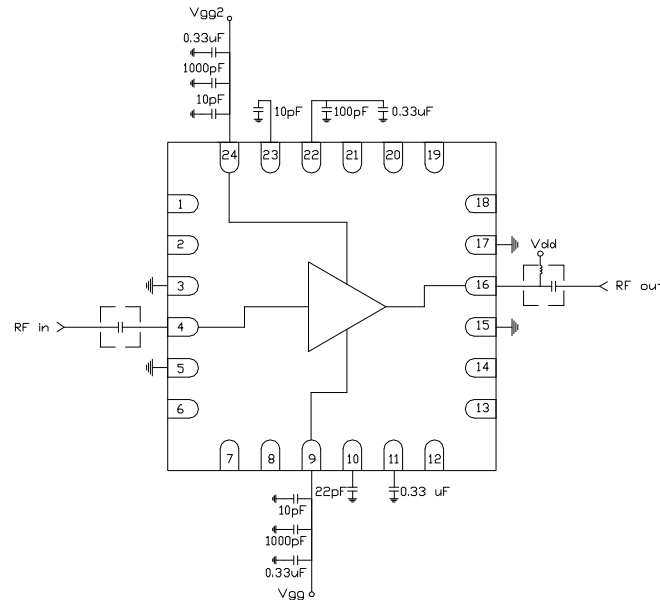 Vgg2
0.33uF
1000pF
10pF
10pF 100pF 0.33uF
24 23 22 21 20 19
1 18
2 17
Vdd
3 16 RF ou
RF in 4 15
5 14
6 13
7 8 9 10 11 12
22pF 0.33 uF
10pF
1000pF
0.33uF
Vgg